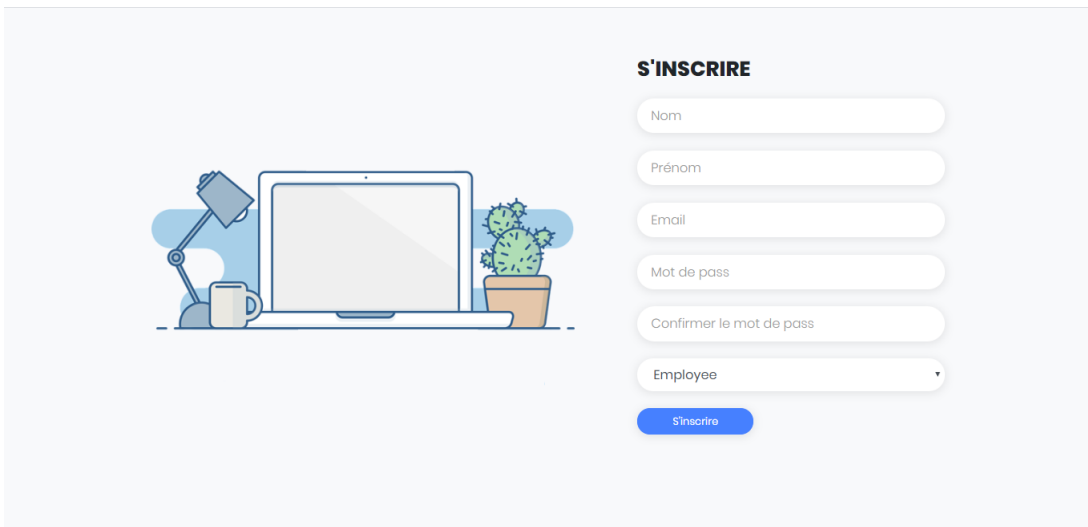 S'INSCRIRE
Nom
Prénom
Email
Mot de pass
Confirmer le mot de pass
Employee
S'inscrire